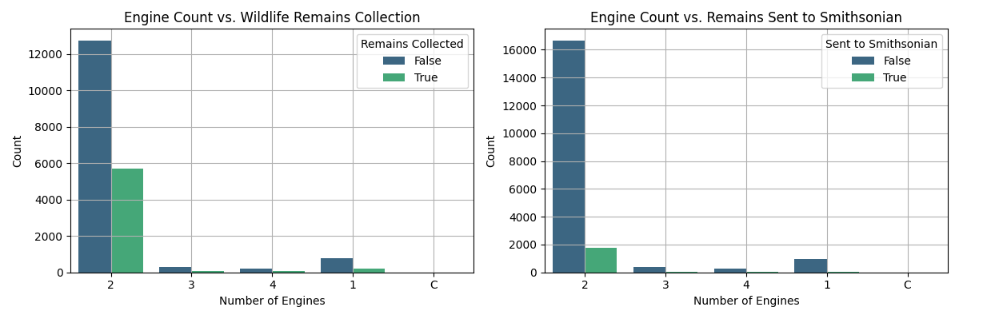 Engine Count vs. Wildlife Remains Collection
Remains Collected
False
True
12000
10000
8000
6000
4000
2000
0
Count
2
3
4
1
C
Number of Engines
Engine Count vs. Remains Sent to Smithsonian
Sent to Smithsonian
False
True
16000
14000
12000
10000
8000
6000
4000
2000
0
Count
2
3
4
1
C
Number of Engines